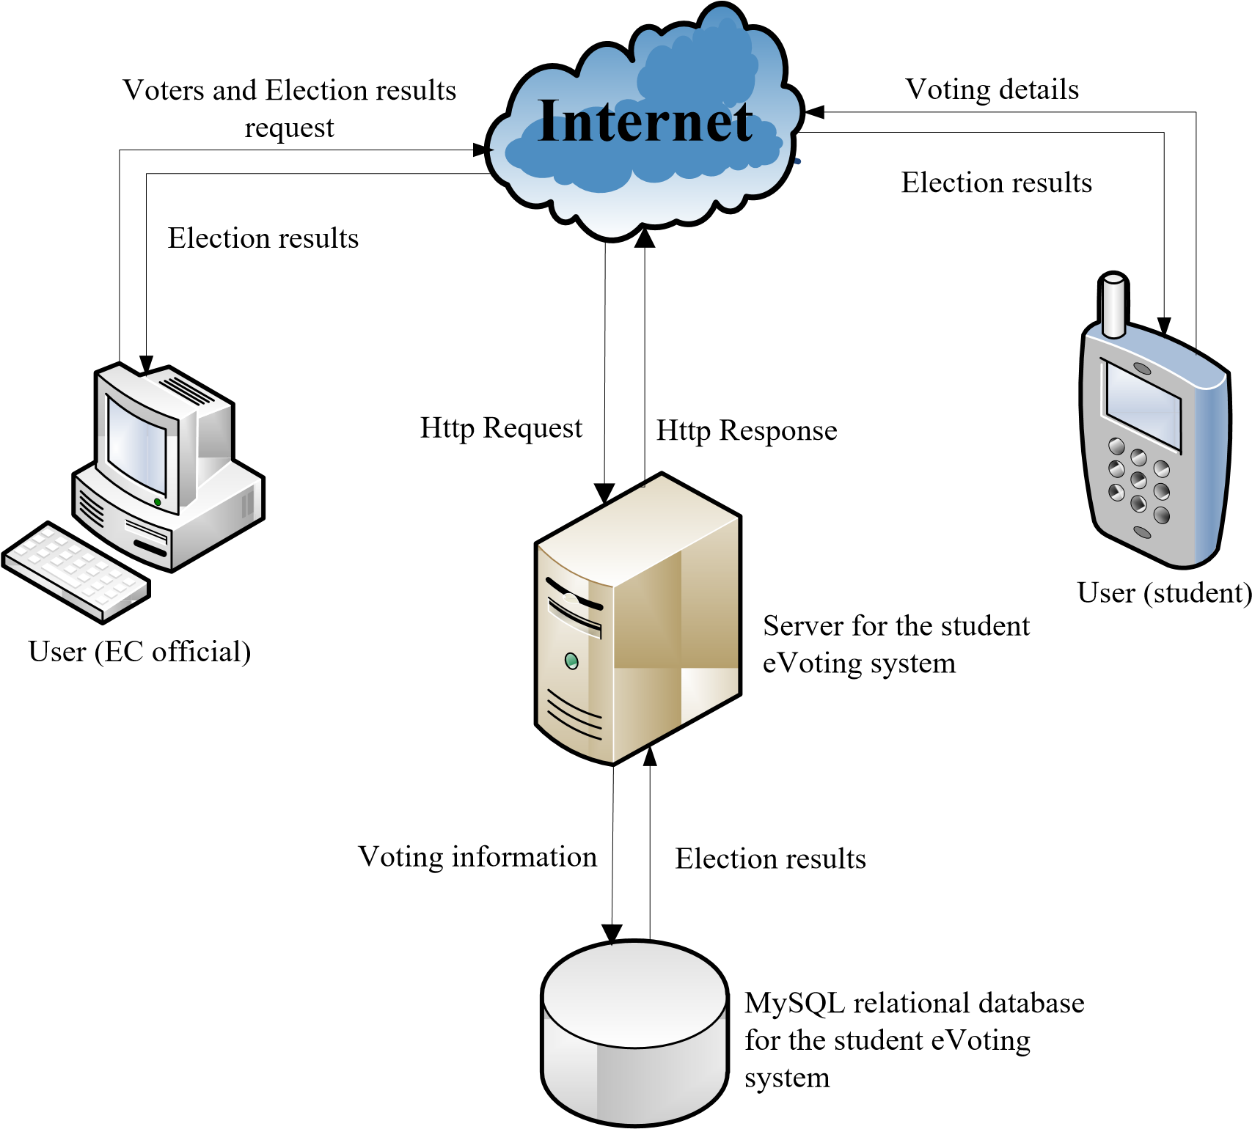 Voters and Election results
request
Internet
Voting details
Election results
Election results
Http Request
Http Response
User (student)
User (EC official)
Server for the student
eVoting system
Voting information
Election results
MySQL relational database
for the student eVoting
system